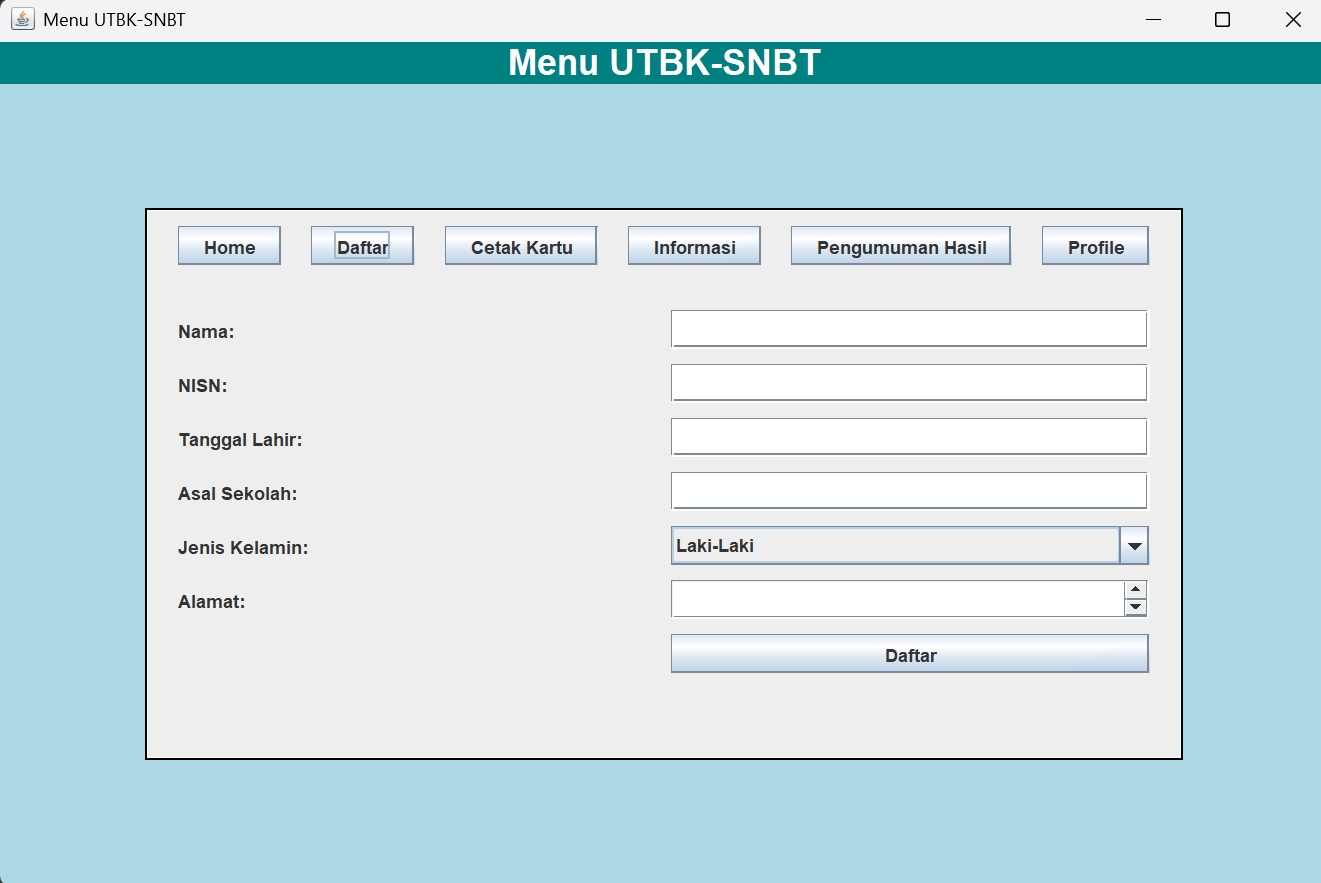 Menu UTBK-SNBT
Menu UTBK-SNBT
Home Daftar Cetak Kartu Informasi Pengumuman Hasil Profile
Nama:
NISN:
Tanggal Lahir:
Asal Sekolah:
Jenis Kelamin: Laki-Laki
Alamat:
Daftar